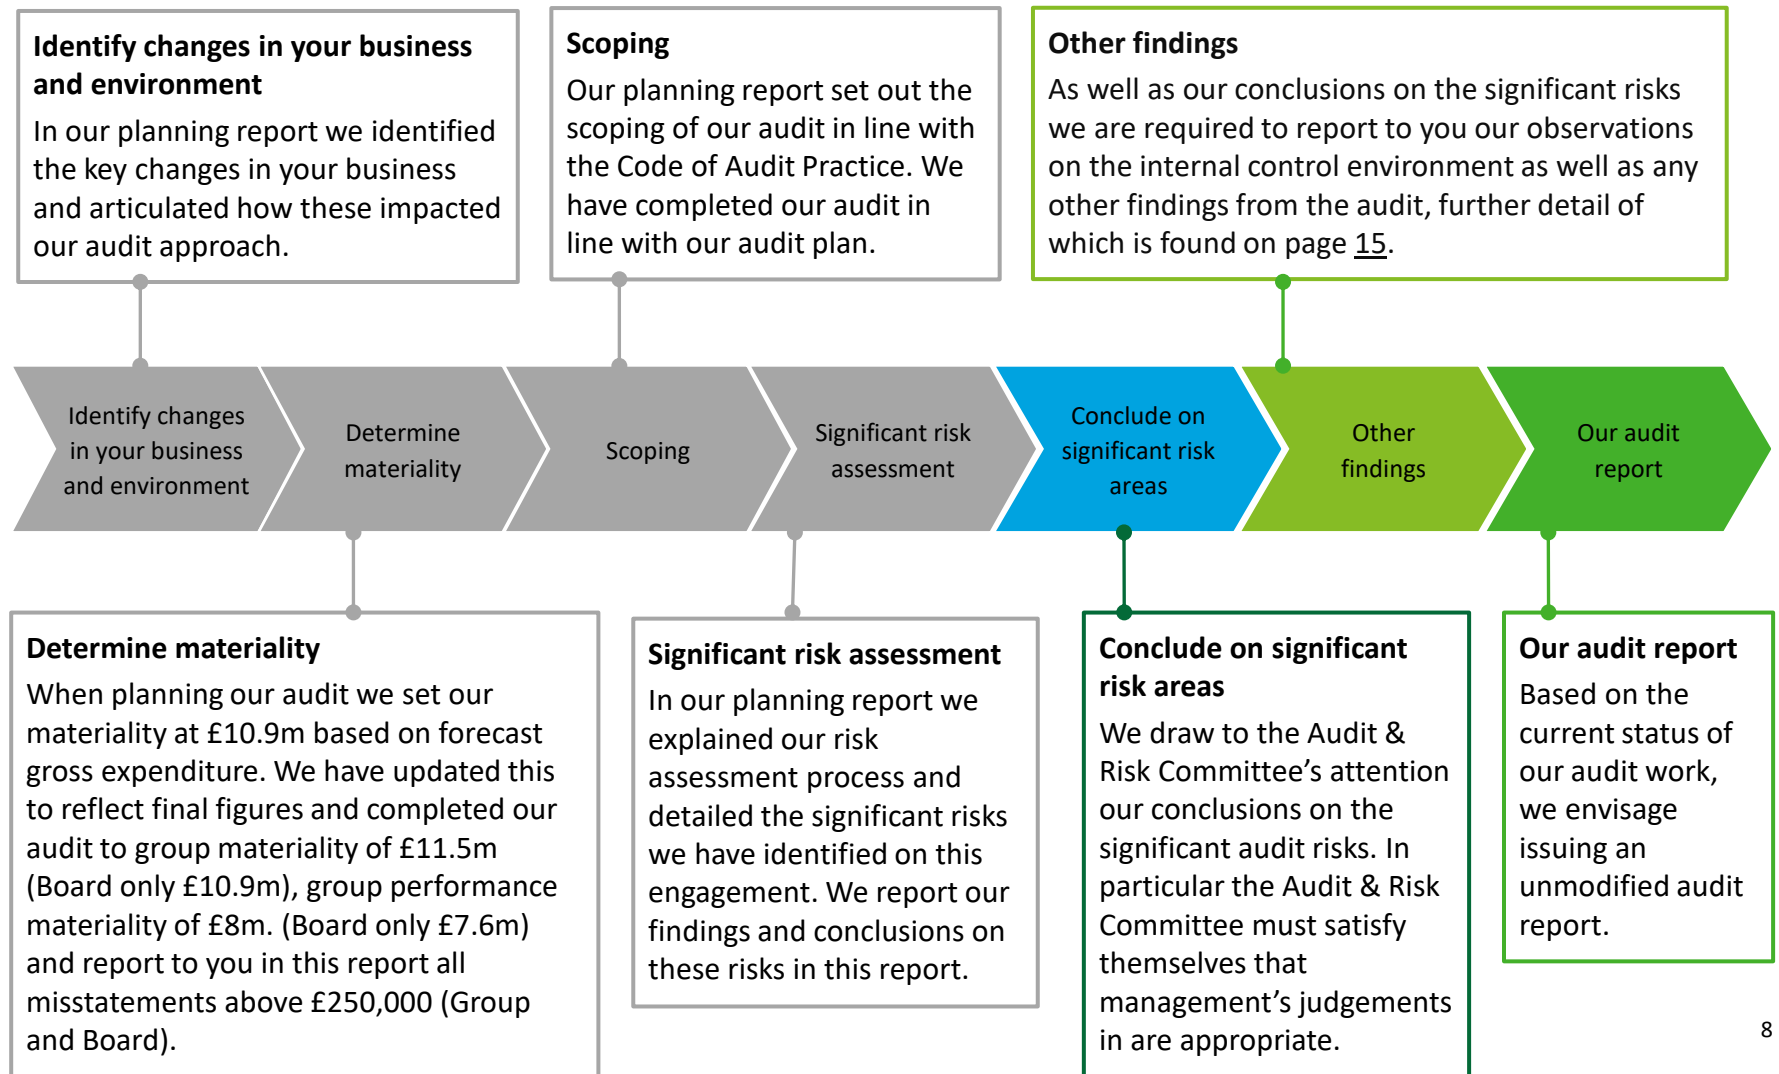 Identify changes in your business
and environment
In our planning report we identified
the key changes in your business
and articulated how these impacted
our audit approach.
Scoping
Our planning report set out the
scoping of our audit in line with
the Code of Audit Practice. We
have completed our audit in
line with our audit plan.
Other findings
As well as our conclusions on the significant risks
we are required to report to you our observations
on the internal control environment as well as any
other findings from the audit, further detail of
which is found on page 15.
Identify changes
in your business
and environment
Determine
materiality
Scoping
Significant risk
assessment
Conclude on
significant risk
areas
Other
findings
Our audit
report
Determine materiality
When planning our audit we set our
materiality at £10.9m based on forecast
gross expenditure. We have updated this
to reflect final figures and completed our
audit to group materiality of £11.5m
(Board only £10.9m), group performance
materiality of £8m. (Board only £7.6m)
and report to you in this report all
misstatements above £250,000 (Group
and Board).
Significant risk assessment
In our planning report we
explained our risk
assessment process and
detailed the significant risks
we have identified on this
engagement. We report our
findings and conclusions on
these risks in this report.
Conclude on significant
risk areas
We draw to the Audit &
Risk Committee’s attention
our conclusions on the
significant audit risks. In
particular the Audit & Risk
Committee must satisfy
themselves that
management’s judgements
in are appropriate.
Our audit report
Based on the
current status of
our audit work,
we envisage
issuing an
unmodified audit
report.
8